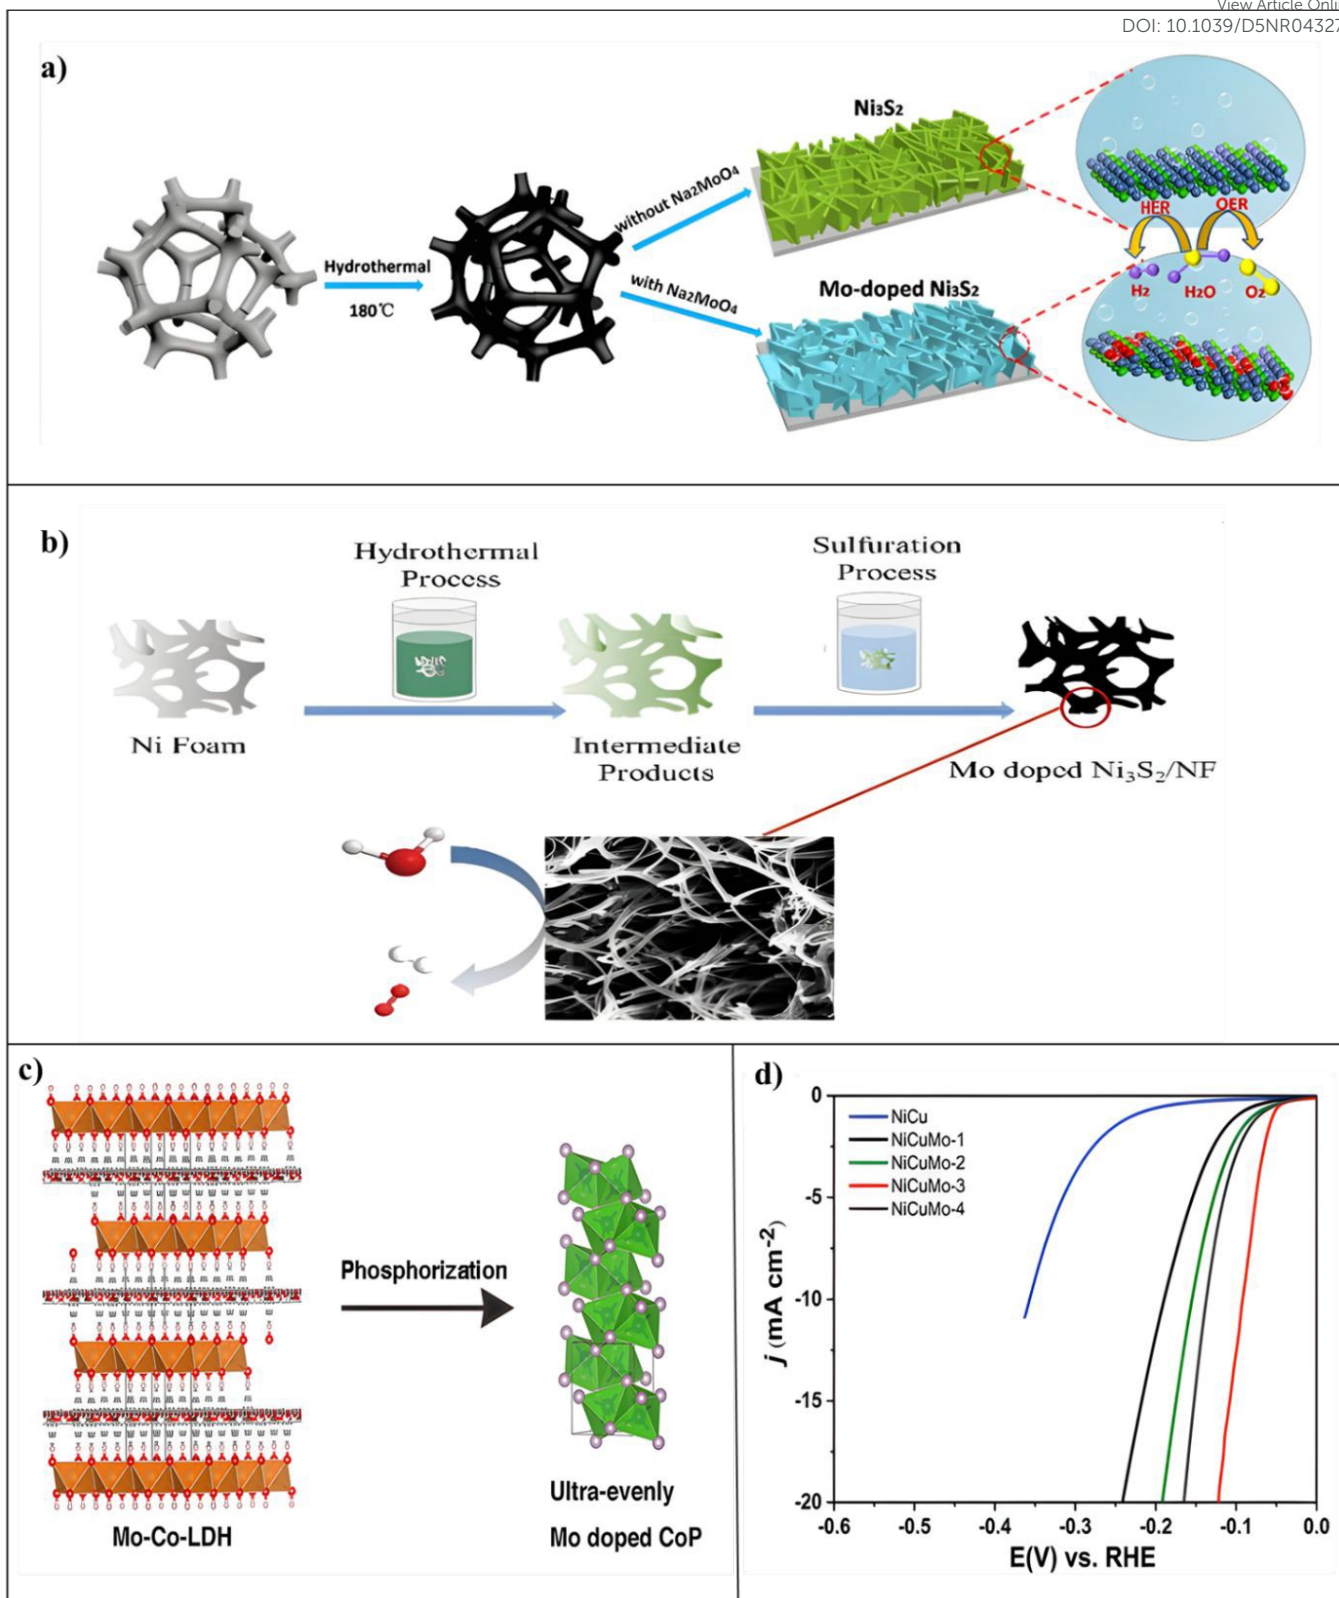 View Article Onli
DOI: 10.1039/D5NR04327
a)
Ni₃S₂
without Na₂MoO₄
Hydrothermal
180℃
with Na₂MoO₄
Mo-doped Ni₃S₂
HER
OER
H₂
H₂O
O₂
b)
Hydrothermal
Process
Sulfuration
Process
Ni Foam
Intermediate
Products
Mo doped Ni₃S₂/NF
c)
Phosphorization
Mo-Co-LDH
Ultra-evenly
Mo doped CoP
d)
NiCu
NiCuMo-1
NiCuMo-2
NiCuMo-3
NiCuMo-4
0
-5
-10
-15
-20
j (mA cm⁻²)
-0.6
-0.5
-0.4
-0.3
-0.2
-0.1
0.0
E(V) vs. RHE